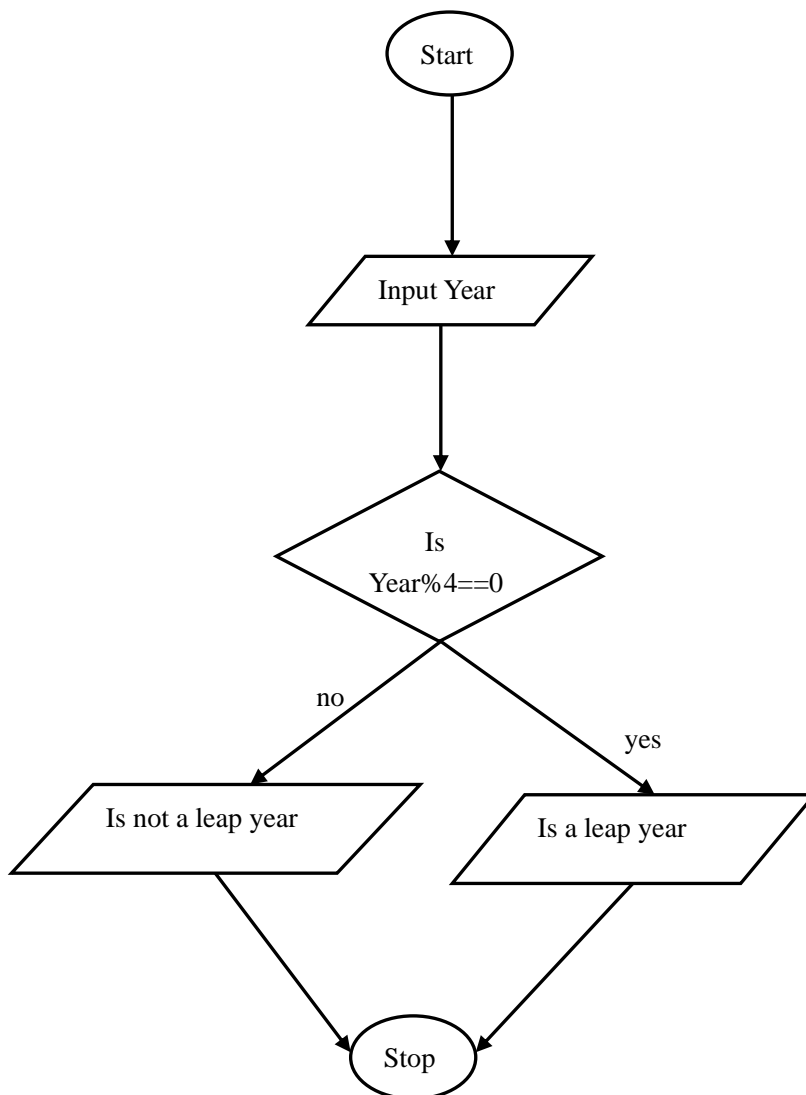 Start
Input Year
Is
Year%4==0
no
yes
Is not a leap year
Is a leap year
Stop